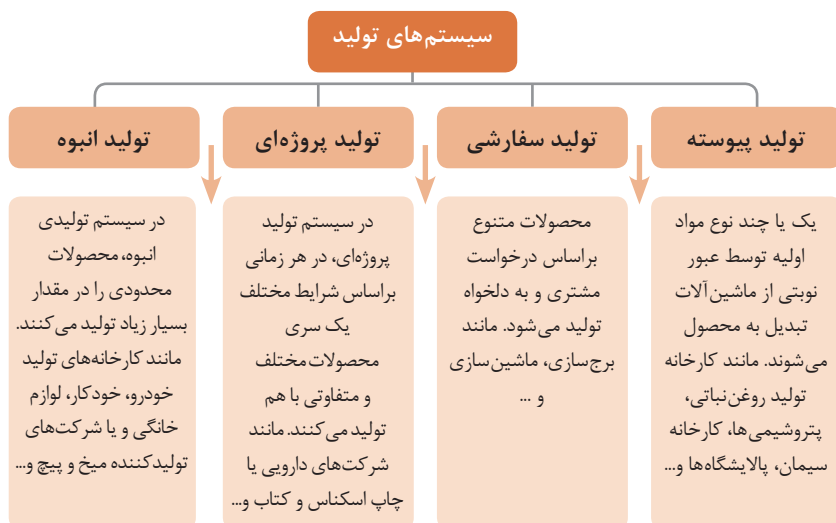 سیستم‌های تولید
تولید پیوسته
تولید سفارشی
تولید پروژه‌ای
تولید انبوه
یک یا چند نوع مواد
اولیه توسط عبور
نوبتی از ماشین‌آلات
تبدیل به محصول
می‌شوند. مانند کارخانه
تولید روغن‌نباتی،
پتروشیمی‌ها، کارخانه
سیمان، پالایشگاه‌ها و...
محصولات متنوع
براساس درخواست
مشتری و به دلخواه
تولید می‌شود. مانند
برج‌سازی، ماشین‌سازی
و ...
در سیستم تولید
پروژه‌ای، در هر زمانی
براساس شرایط مختلف
یک سری
محصولات مختلف
و متفاوتی با هم
تولید می‌کنند. مانند
شرکت‌های دارویی یا
چاپ اسکناس و کتاب و...
در سیستم تولیدی
انبوه، محصولات
محدودی را در مقدار
بسیار زیاد تولید می‌کنند.
مانند کارخانه‌های تولید
خودرو، خودکار، لوازم
خانگی و یا شرکت‌های
تولیدکننده میخ و پیچ و...